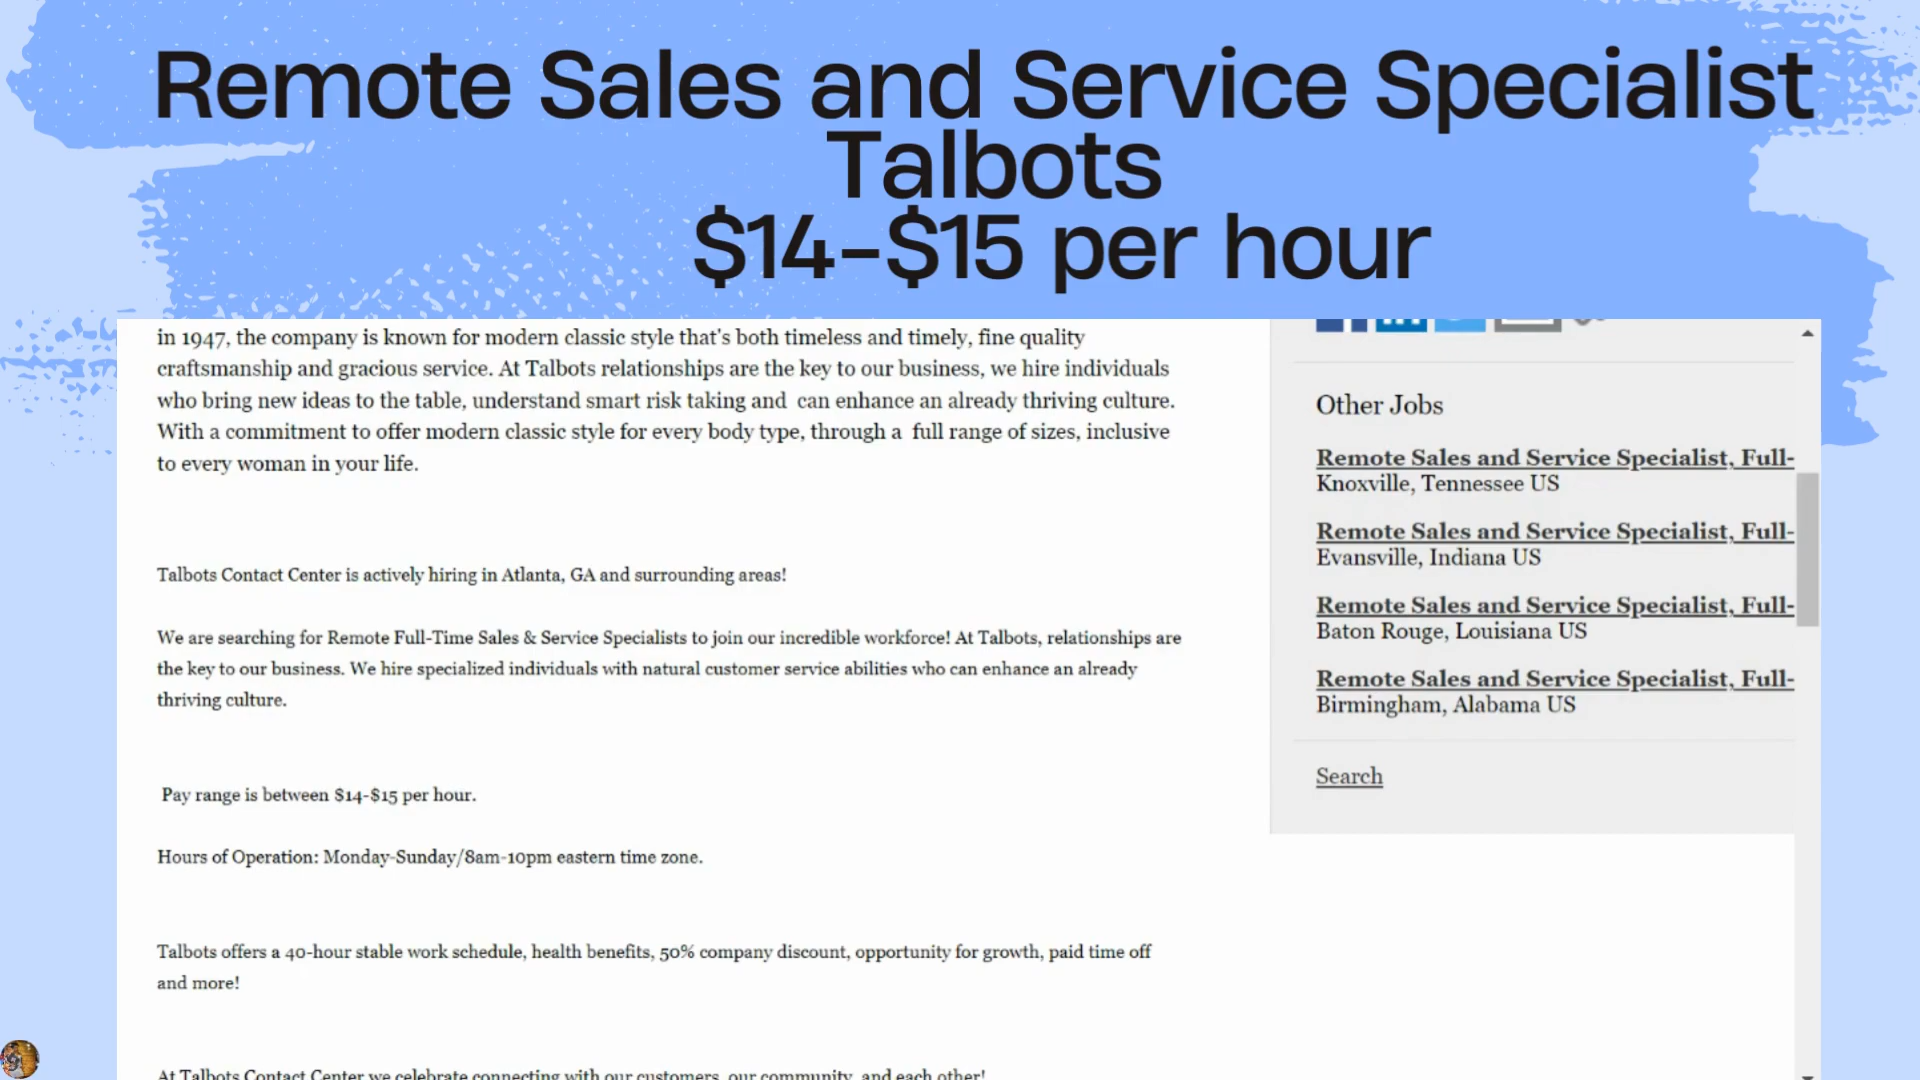 Remote Sales and Service Specialist
Talbots
$14-$15 per hour
in 1947, the company is known for modern classic style that's both timeless and timely, fine quality
craftsmanship and gracious service. At Talbots relationships are the key to our business, we hire individuals
who bring new ideas to the table, understand smart risk taking and can enhance an already thriving culture.
With a commitment to offer modern classic style for every body type, through a full range of sizes, inclusive
to every woman in your life.
Talbots Contact Center is actively hiring in Atlanta, GA and surrounding areas!
We are searching for Remote Full-Time Sales & Service Specialists to join our incredible workforce! At Talbots, relationships are
the key to our business. We hire specialized individuals with natural customer service abilities who can enhance an already
thriving culture.
Pay range is between $14-$15 per hour.
Hours of Operation: Monday-Sunday/8am-10pm eastern time zone.
Talbots offers a 40-hour stable work schedule, health benefits, 50% company discount, opportunity for growth, paid time off
and more!
At Talbots Contact Center we celebrate connecting with our customers, our community, and each other!
Other Jobs
Remote Sales and Service Specialist, Full-
Knoxville, Tennessee US
Remote Sales and Service Specialist, Full-
Evansville, Indiana US
Remote Sales and Service Specialist, Full-
Baton Rouge, Louisiana US
Remote Sales and Service Specialist, Full-
Birmingham, Alabama US
Search